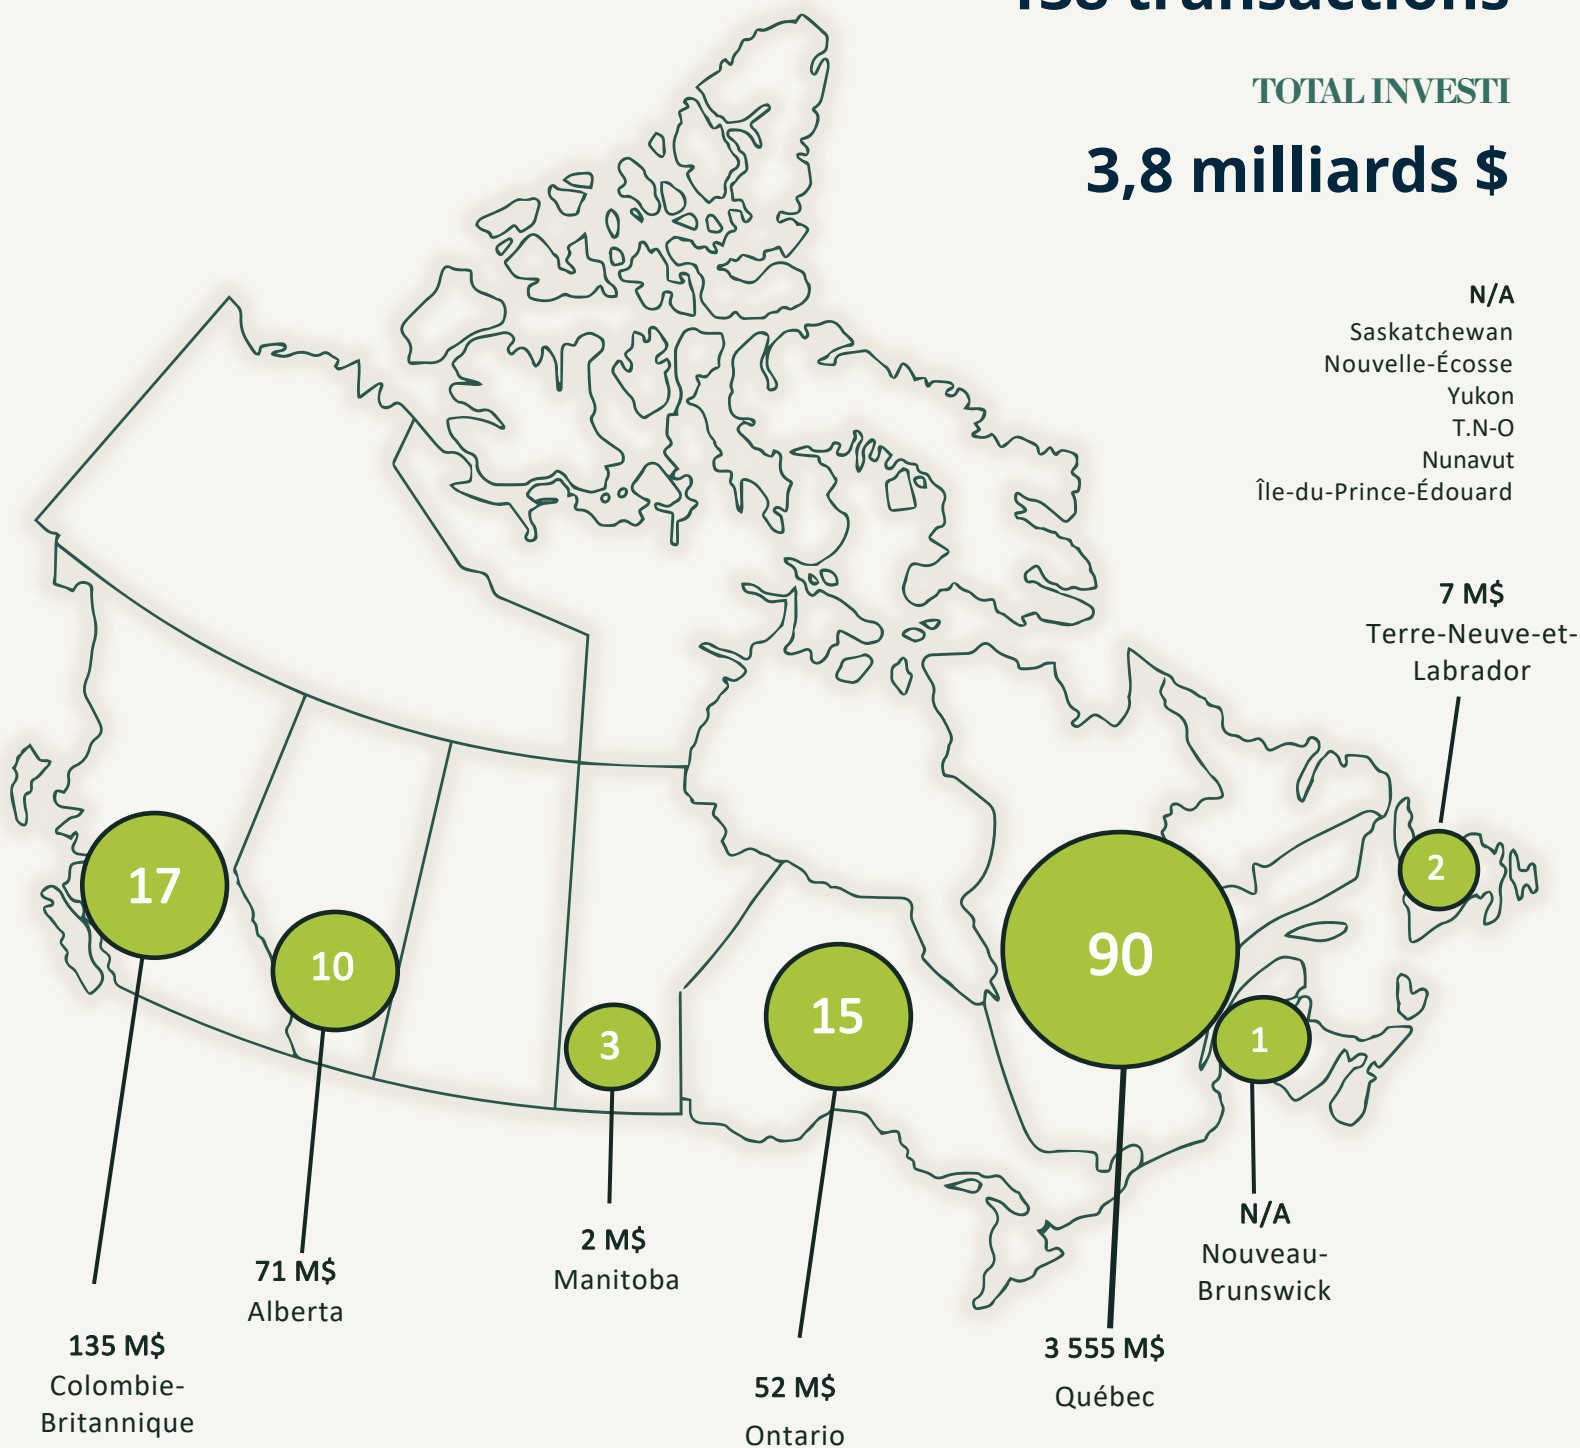 138 transactions
TOTAL INVESTI
3,8 milliards $
N/A
Saskatchewan
Nouvelle-Écosse
Yukon
T.N-O
Nunavut
Île-du-Prince-Édouard
7 M$
Terre-Neuve-et-
Labrador
2
17
10
3
15
90
1
135 M$
Colombie-
Britannique
71 M$
Alberta
2 M$
Manitoba
52 M$
Ontario
3 555 M$
Québec
N/A
Nouveau-
Brunswick